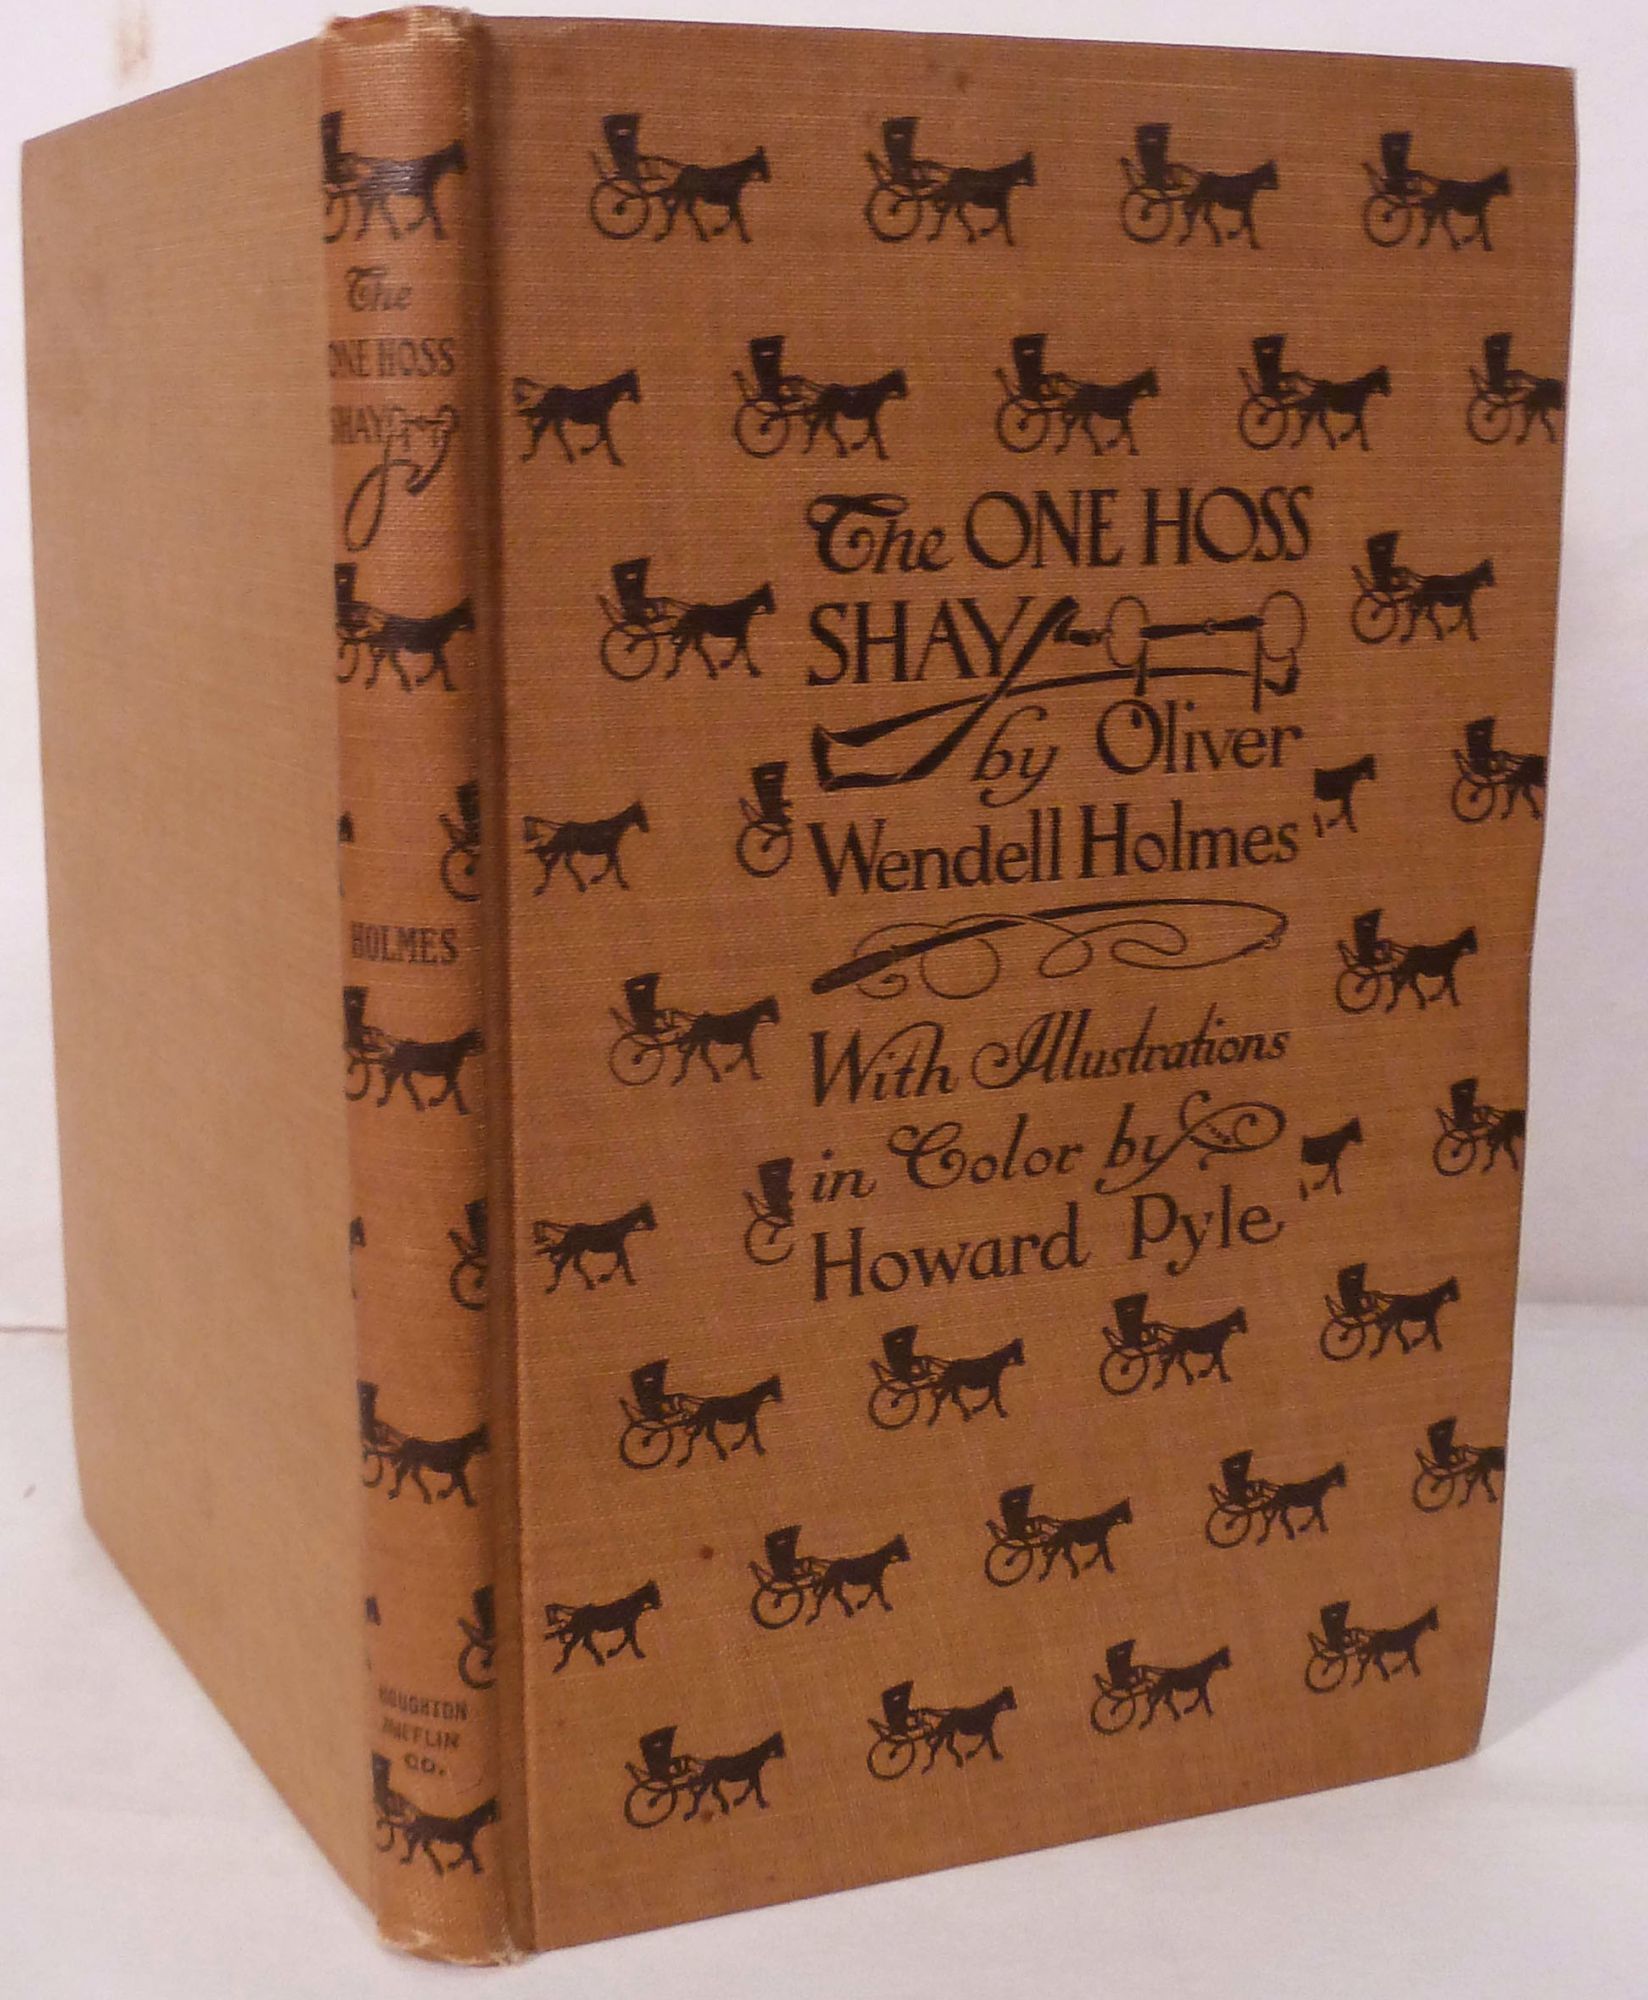 The
ONE HOSS
SHAY
HOLMES
HOUGHTON
MIFFLIN
CO.
The ONE HOSS
SHAY
by Oliver
Wendell Holmes
With Illustrations
in Color by
Howard Pyle